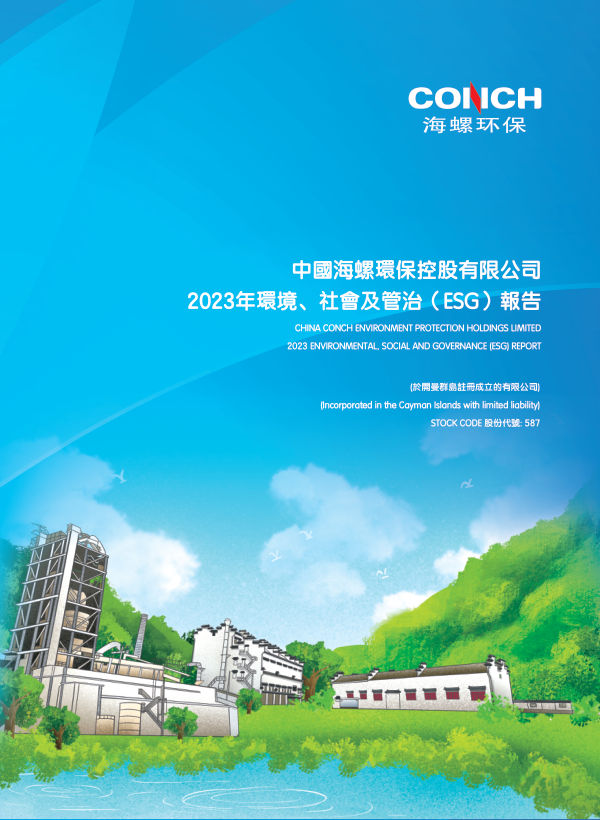 CONCH
海螺环保
中國海螺環保控股有限公司
2023年環境、社會及管治（ESG）報告
CHINA CONCH ENVIRONMENT PROTECTION HOLDINGS LIMITED
2023 ENVIRONMENTAL, SOCIAL AND GOVERNANCE (ESG) REPORT
(於開曼群島註冊成立的有限公司)
(Incorporated in the Cayman Islands with limited liability)
STOCK CODE 股份代號: 587